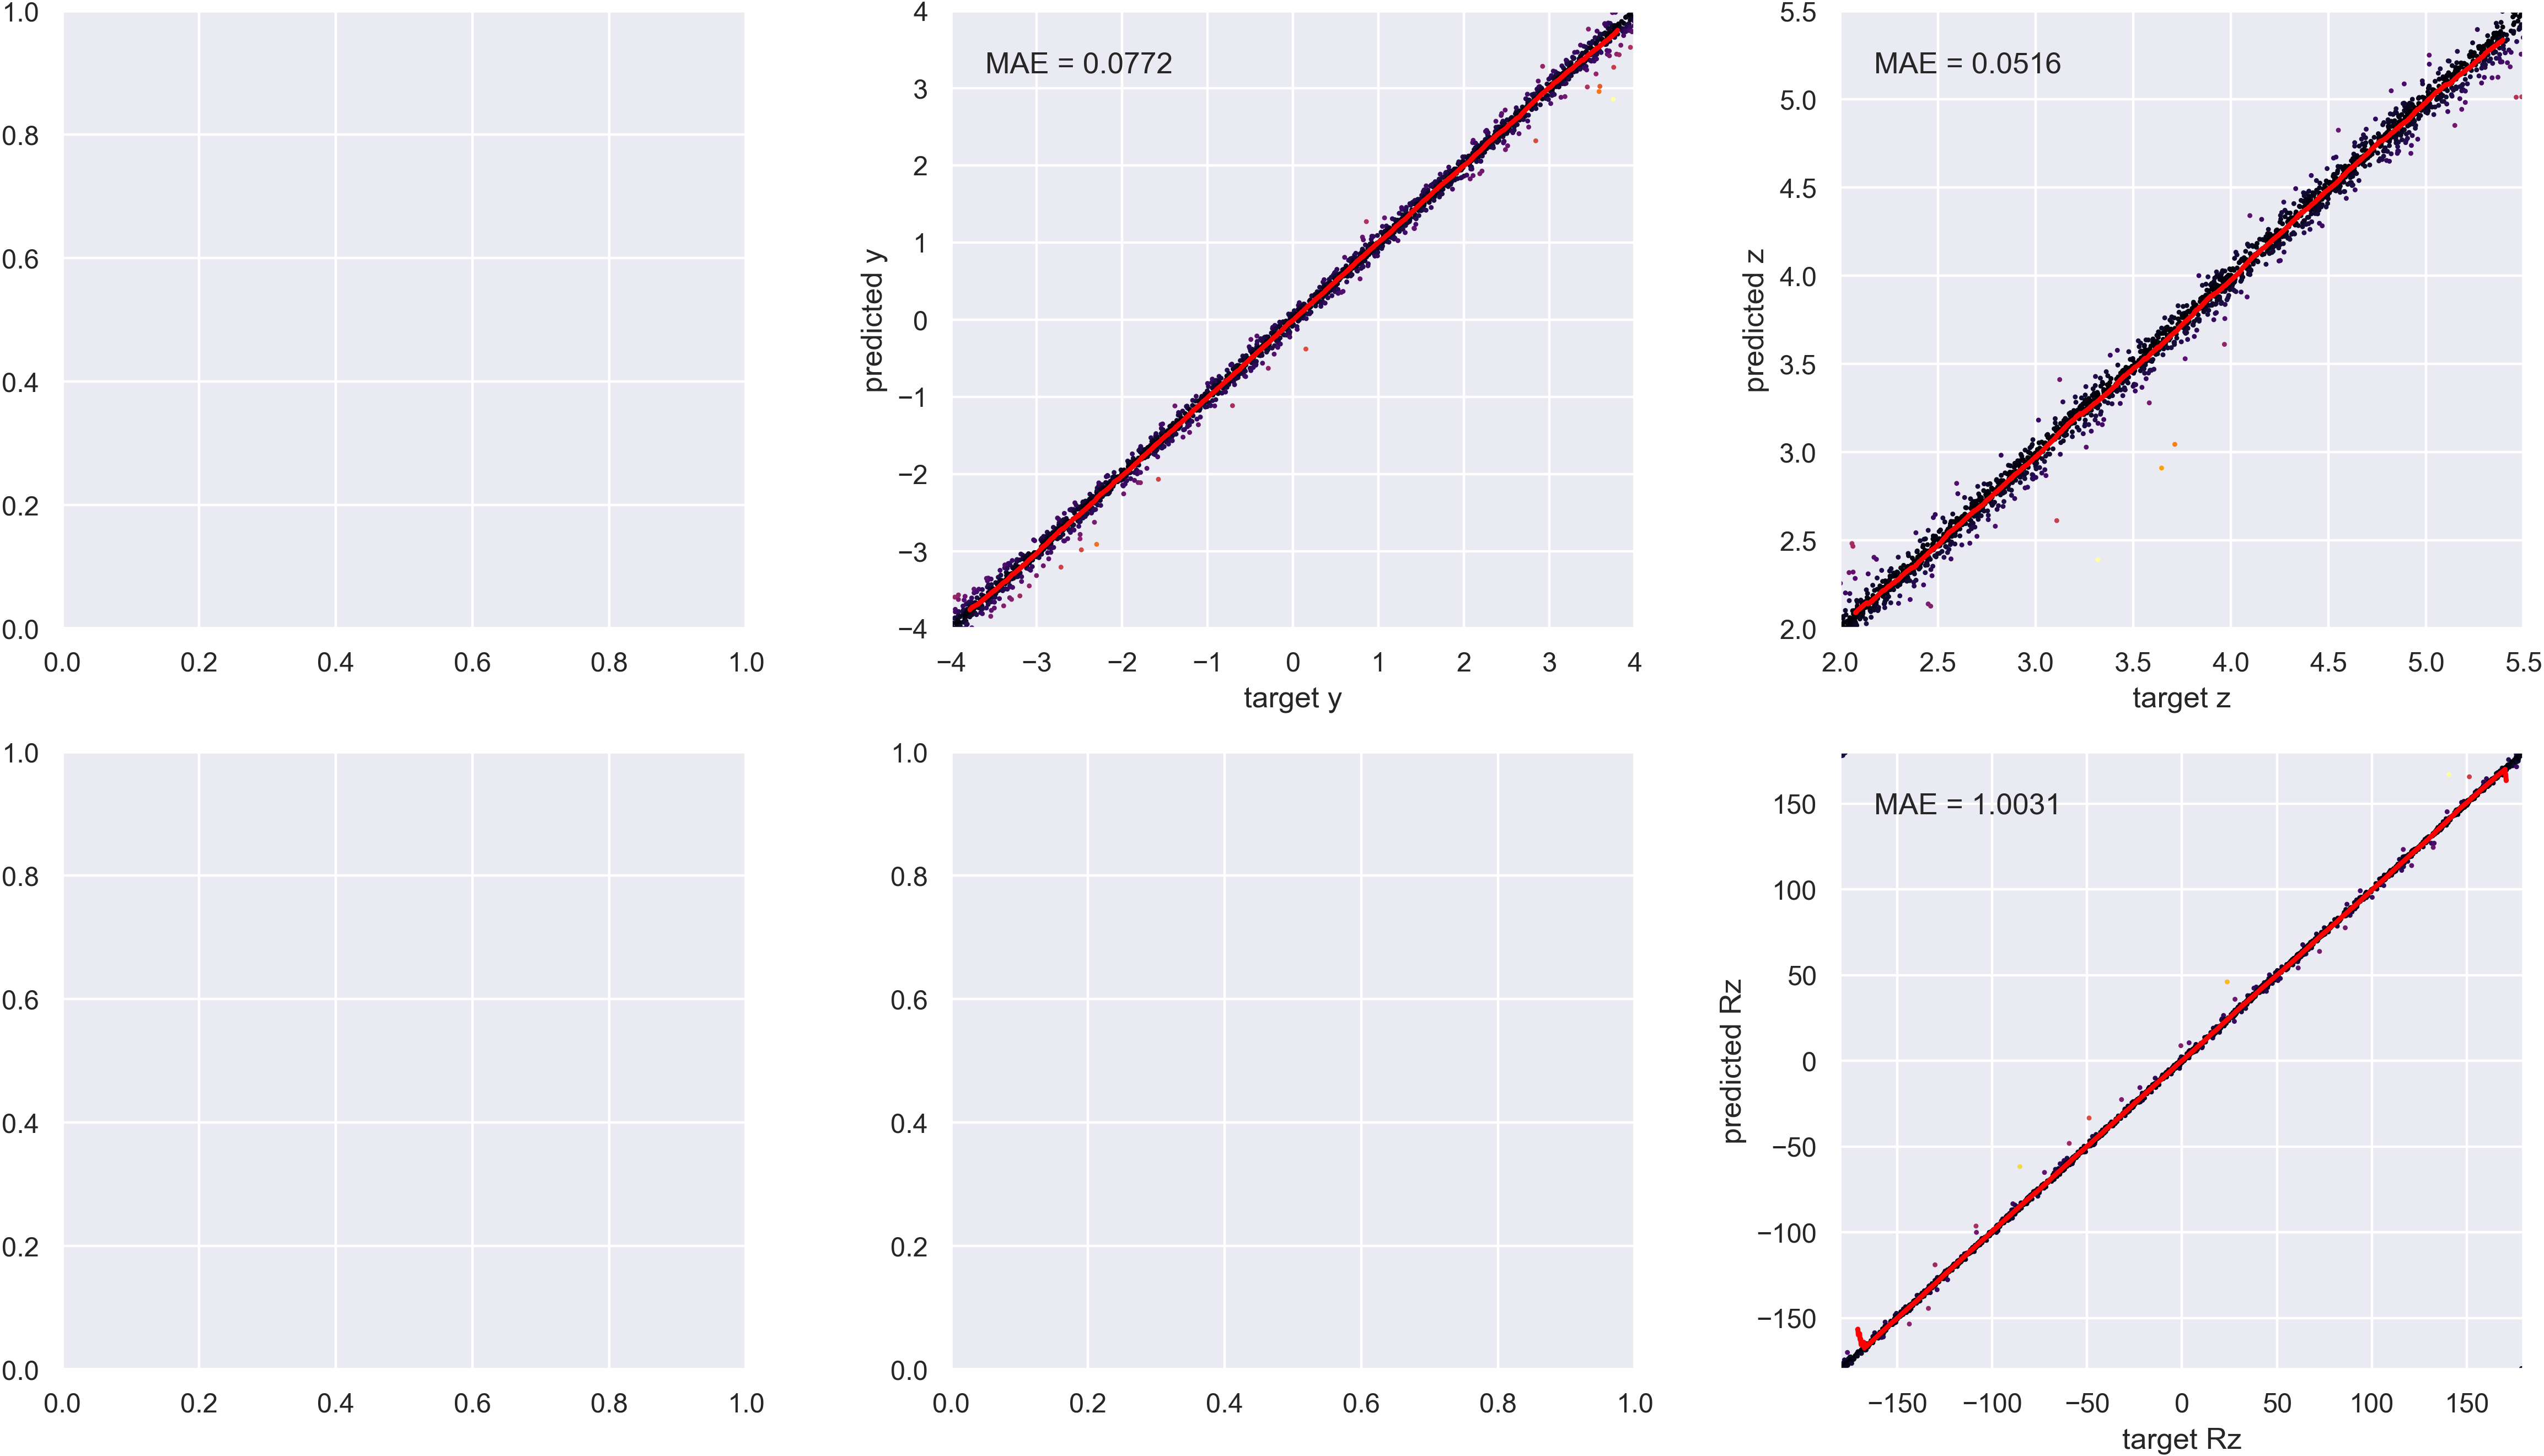 1.0
0.8
0.6
0.4
0.2
0.0
0.0 0.2 0.4 0.6 0.8 1.0
MAE = 0.0772
predicted y
4
3
2
1
0
−1
−2
−3
−4
−4 −3 −2 −1 0 1 2 3 4
target y
MAE = 0.0516
predicted z
5.5
5.0
4.5
4.0
3.5
3.0
2.5
2.0
2.0 2.5 3.0 3.5 4.0 4.5 5.0 5.5
target z
1.0
0.8
0.6
0.4
0.2
0.0
0.0 0.2 0.4 0.6 0.8 1.0
1.0
0.8
0.6
0.4
0.2
0.0
0.0 0.2 0.4 0.6 0.8 1.0
MAE = 1.0031
predicted Rz
150
100
50
0
−50
−100
−150
−150 −100 −50 0 50 100 150
target Rz